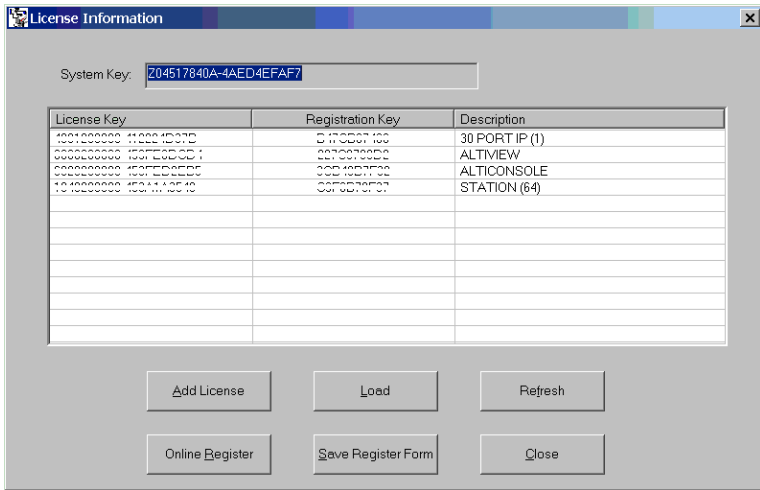 License Information
System Key: Z04517840A-4AED4EFAF7
License Key Registration Key Description
30 PORT IP (1)
ALTIVIEW
ALTICONSOLE
STATION (64)
Add License Load Refresh
Online Register Save Register Form Close